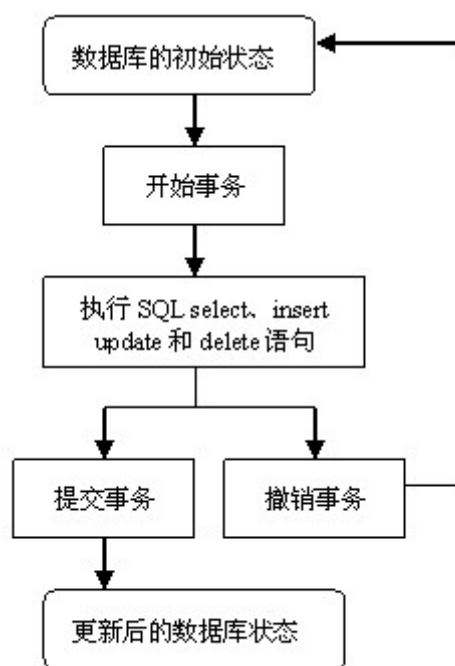 数据库的初始状态
开始事务
执行 SQL select、insert
update 和 delete 语句
提交事务
撤销事务
更新后的数据库状态